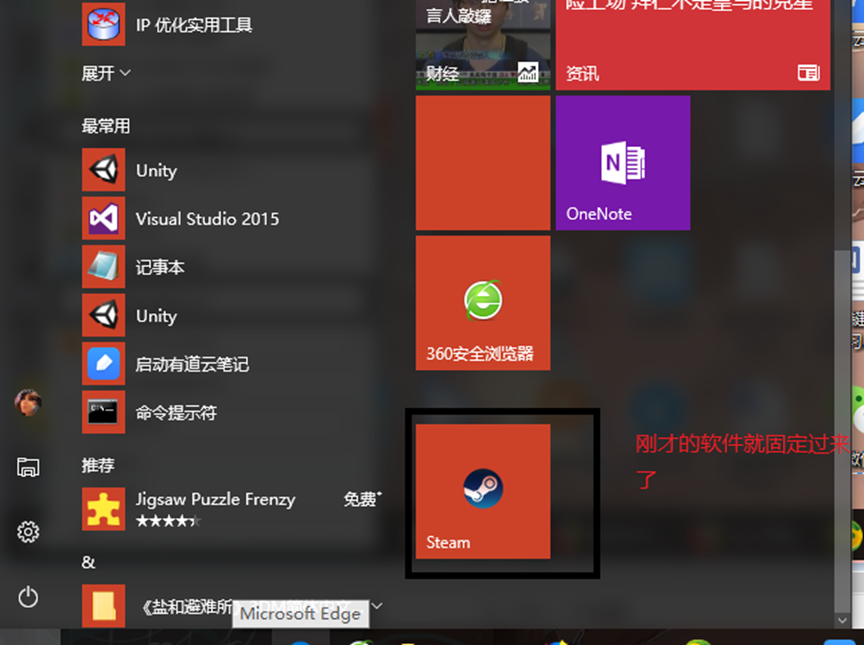 IP 优化实用工具
展开
最常用
Unity
Visual Studio 2015
记事本
Unity
启动有道云笔记
命令提示符
推荐
Jigsaw Puzzle Frenzy 免费*
&
《盐和避难所
Microsoft Edge
言人敲鑼
财经
资讯
N
OneNote
360安全浏览器
Steam
刚才的软件就固定过来
了